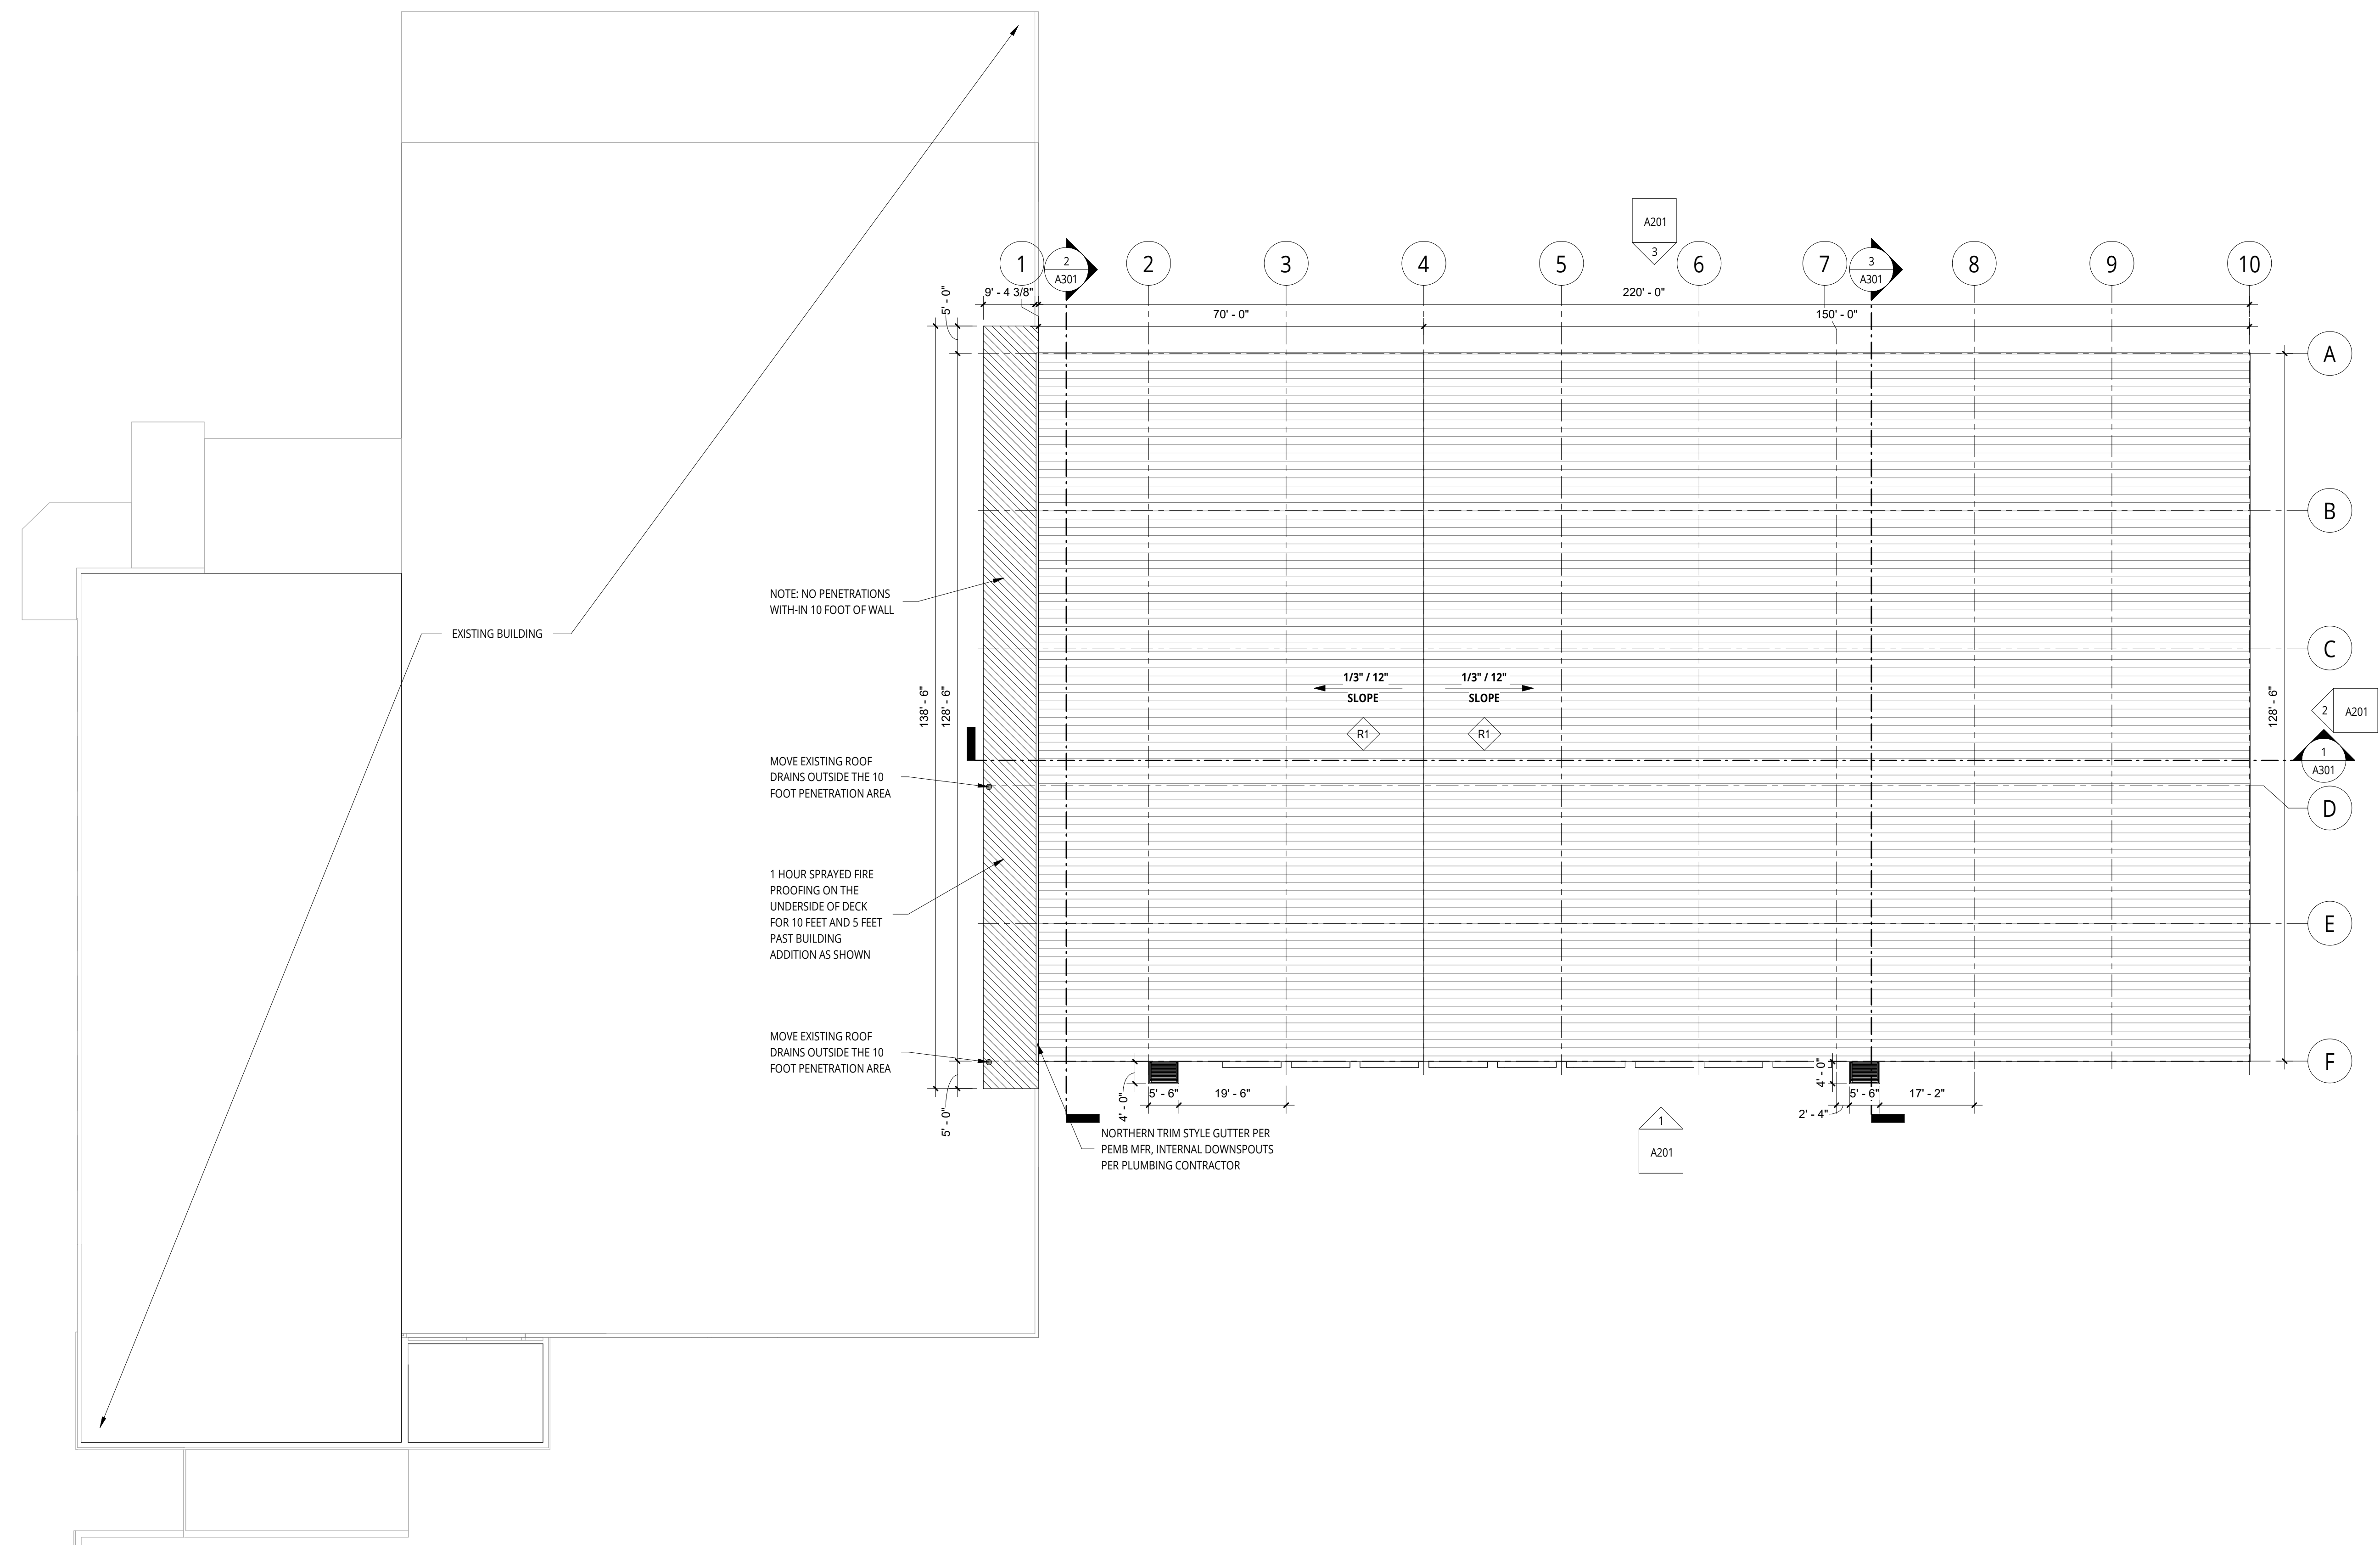 A201
3
1
2
A301
2
3
4
5
6
7
3
A301
8
9
10
5' - 0"
9' - 4 3/8"
220' - 0"
70' - 0"
150' - 0"
A
B
NOTE: NO PENETRATIONS
WITH-IN 10 FOOT OF WALL
EXISTING BUILDING
C
1/3" / 12"
SLOPE
1/3" / 12"
SLOPE
R1
R1
138' - 6"
128' - 6"
128' - 6"
2
A201
1
A301
MOVE EXISTING ROOF
DRAINS OUTSIDE THE 10
FOOT PENETRATION AREA
D
1 HOUR SPRAYED FIRE
PROOFING ON THE
UNDERSIDE OF DECK
FOR 10 FEET AND 5 FEET
PAST BUILDING
ADDITION AS SHOWN
E
MOVE EXISTING ROOF
DRAINS OUTSIDE THE 10
FOOT PENETRATION AREA
F
5' - 0"
4' - 0"
5' - 6"
19' - 6"
4' - 0"
2' - 4"
5' - 6"
17' - 2"
NORTHERN TRIM STYLE GUTTER PER
PEMB MFR, INTERNAL DOWNSPOUTS
PER PLUMBING CONTRACTOR
1
A201